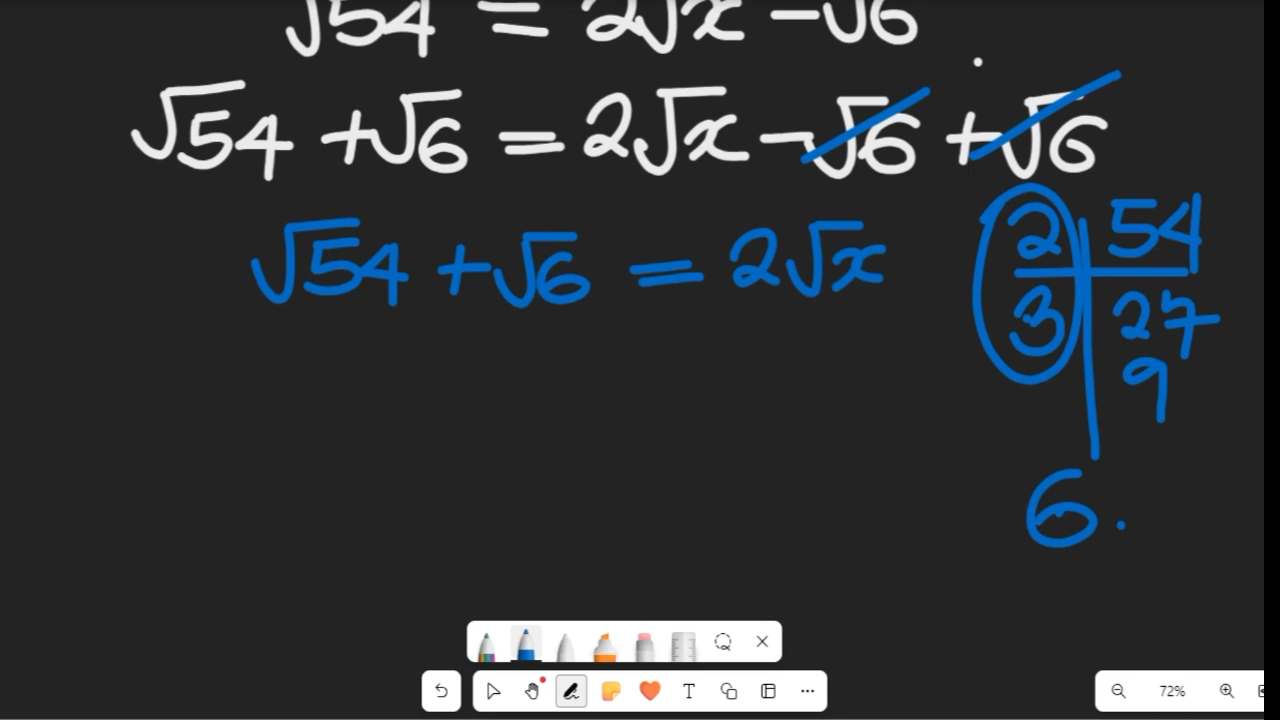 √54 = 2√x - √6
√54 + √6 = 2√x - √6 + √6
√54 + √6 = 2√x
2 54
3 27
9
6.
T
72%